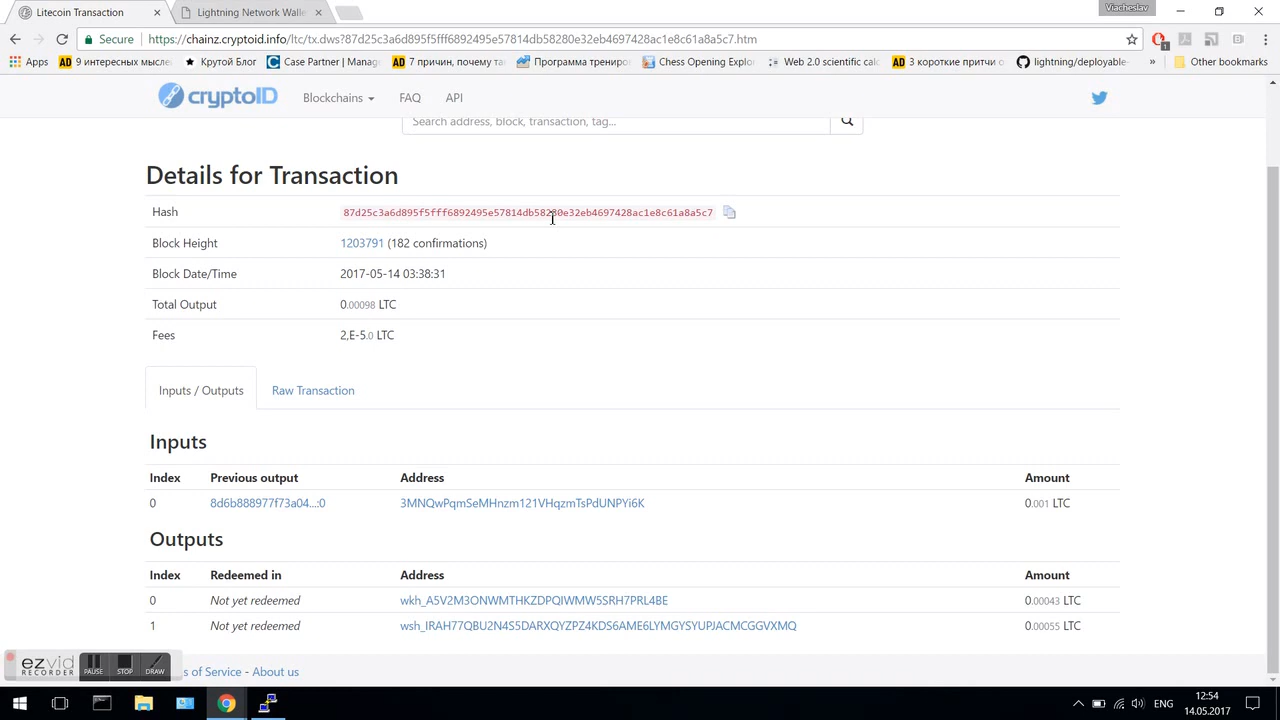 Litecoin Transaction
Lightning Network Walle
Viacheslav
Secure https://chainz.cryptoid.info/ltc/tx.dws?87d25c3a6d895f5fff6892495e57814db58280e32eb4697428ac1e8c61a8a5c7.htm
Apps AD 9 интересных мысле Крутой Блог Case Partner | Manag AD 7 причин, почему та Программа трениро Chess Opening Explo Web 2.0 scientific calc AD 3 короткие притчи о lightning/deployable- » Other bookmarks
cryptoID Blockchains FAQ API
Search address, block, transaction, tag...
Details for Transaction
Hash 87d25c3a6d895f5fff6892495e57814db58280e32eb4697428ac1e8c61a8a5c7
Block Height 1203791 (182 confirmations)
Block Date/Time 2017-05-14 03:38:31
Total Output 0.00098 LTC
Fees 2,E-5.0 LTC
Inputs / Outputs Raw Transaction
Inputs
Index Previous output Address Amount
0 8d6b888977f73a04...:0 3MNQwPqmSeMHnzm121VHqzmTsPdUNPYi6K 0.001 LTC
Outputs
Index Redeemed in Address Amount
0 Not yet redeemed wkh_A5V2M3ONWMTHKZDPQIWMW5SRH7PRL4BE 0.00043 LTC
1 Not yet redeemed wsh_IRAH77QBU2N4S5DARXQYZPZ4KDS6AME6LYMGYSYUPJACMCGGVXMQ 0.00055 LTC
ezvid
RECORDER
PAUSE STOP DRAW
s of Service - About us
ENG
12:54
14.05.2017